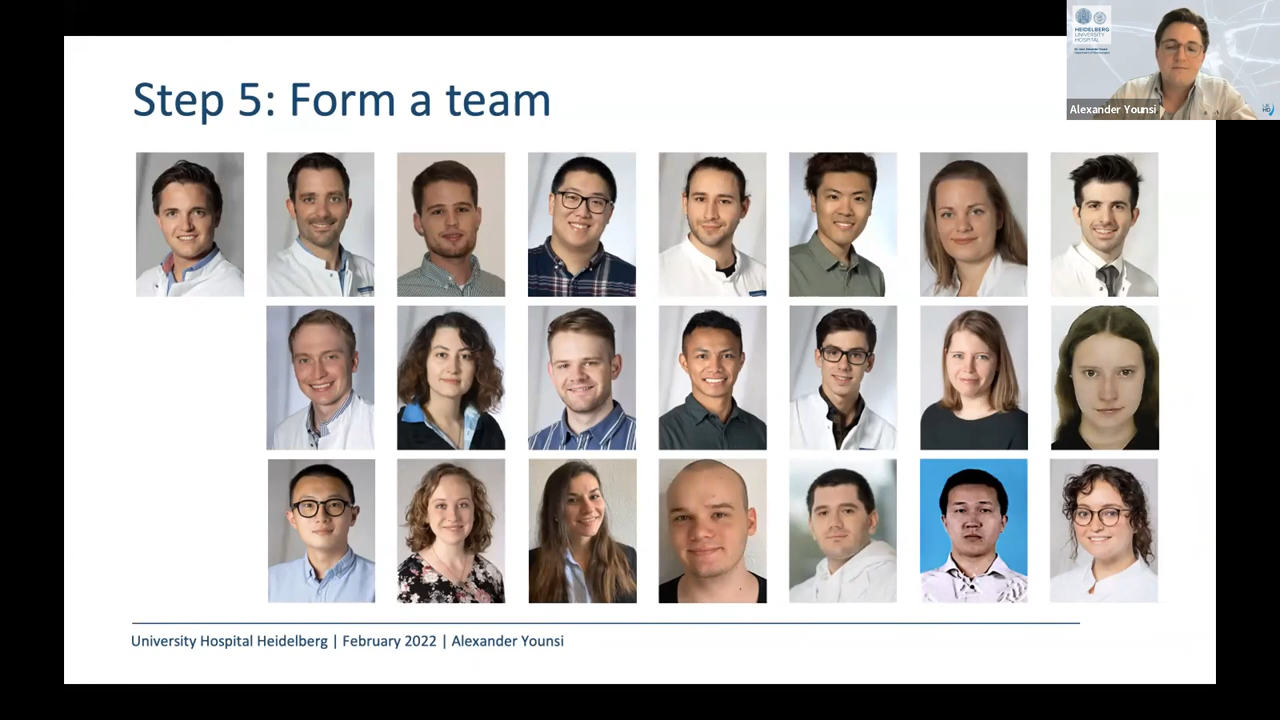 HEIDELBERG
UNIVERSITY
HOSPITAL
Alexander Younsi
Step 5: Form a team
University Hospital Heidelberg | February 2022 | Alexander Younsi